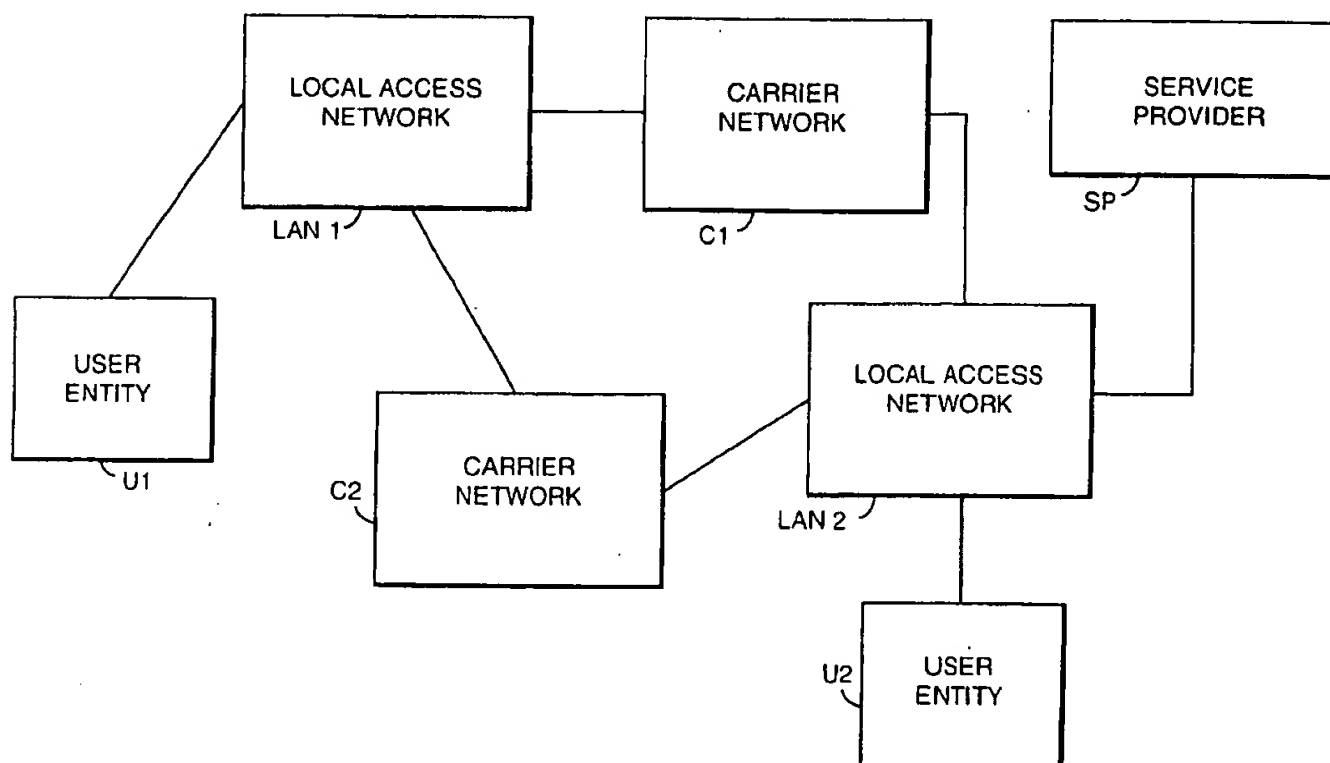 LOCAL ACCESS
NETWORK
LAN 1
CARRIER
NETWORK
C1
SERVICE
PROVIDER
SP
USER
ENTITY
U1
CARRIER
NETWORK
C2
LOCAL ACCESS
NETWORK
LAN 2
USER
ENTITY
U2